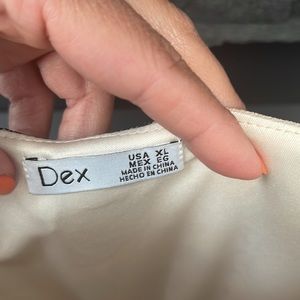 Dex
USA XL
MEX EG
MADE IN CHINA
HECHO EN CHINA